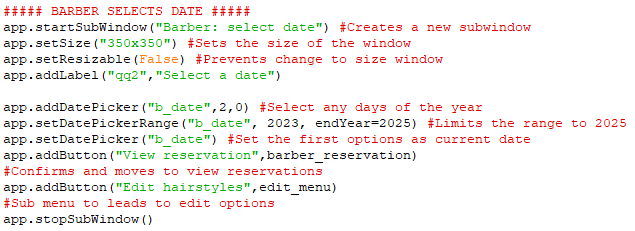 ##### BARBER SELECTS DATE #####
app.startSubWindow("Barber: select date") #Creates a new subwindow
app.setSize("350x350") #Sets the size of the window
app.setResizable(False) #Prevents change to size window
app.addLabel("qq2","Select a date")
app.addDatePicker("b_date",2,0) #Select any days of the year
app.setDatePickerRange("b_date", 2023, endYear=2025) #Limits the range to 2025
app.setDatePicker("b_date") #Set the first options as current date
app.addButton("View reservation",barber_reservation)
#Confirms and moves to view reservations
app.addButton("Edit hairstyles",edit_menu)
#Sub menu to leads to edit options
app.stopSubWindow()